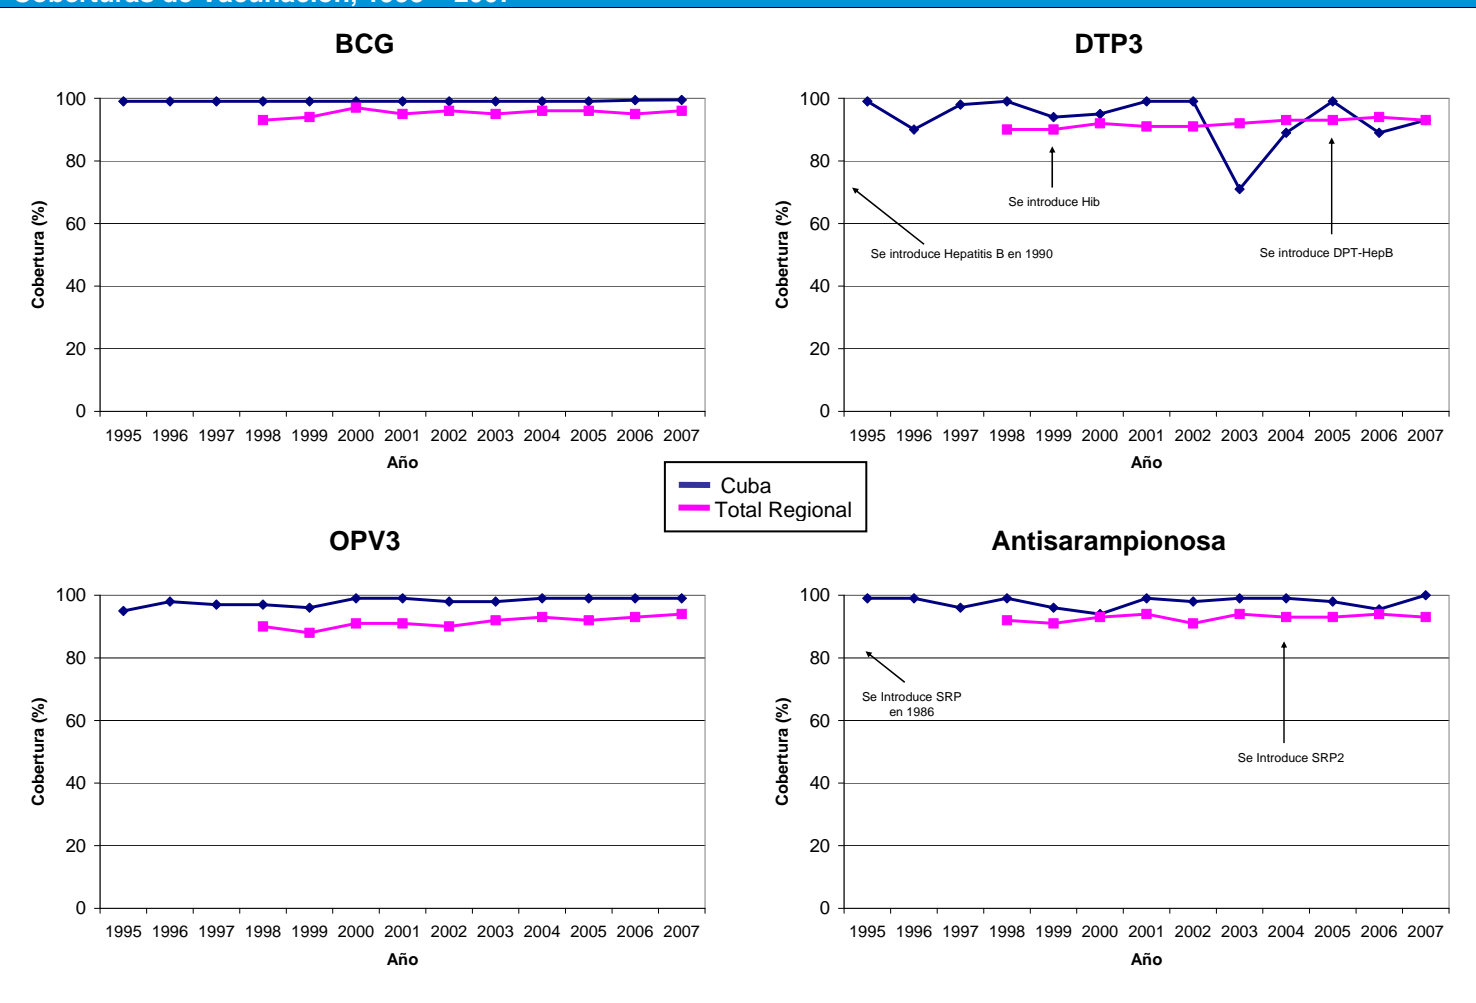 BCG
100
80
60
40
20
0
Cobertura (%)
1995 1996 1997 1998 1999 2000 2001 2002 2003 2004 2005 2006 2007
Año
DTP3
100
80
60
40
20
0
Cobertura (%)
Se introduce Hib
Se introduce Hepatitis B en 1990
Se introduce DPT-HepB
1995 1996 1997 1998 1999 2000 2001 2002 2003 2004 2005 2006 2007
Año
Cuba
Total Regional
OPV3
100
80
60
40
20
0
Cobertura (%)
1995 1996 1997 1998 1999 2000 2001 2002 2003 2004 2005 2006 2007
Año
Antisarampionosa
100
80
60
40
20
0
Cobertura (%)
Se Introduce SRP
en 1986
Se Introduce SRP2
1995 1996 1997 1998 1999 2000 2001 2002 2003 2004 2005 2006 2007
Año